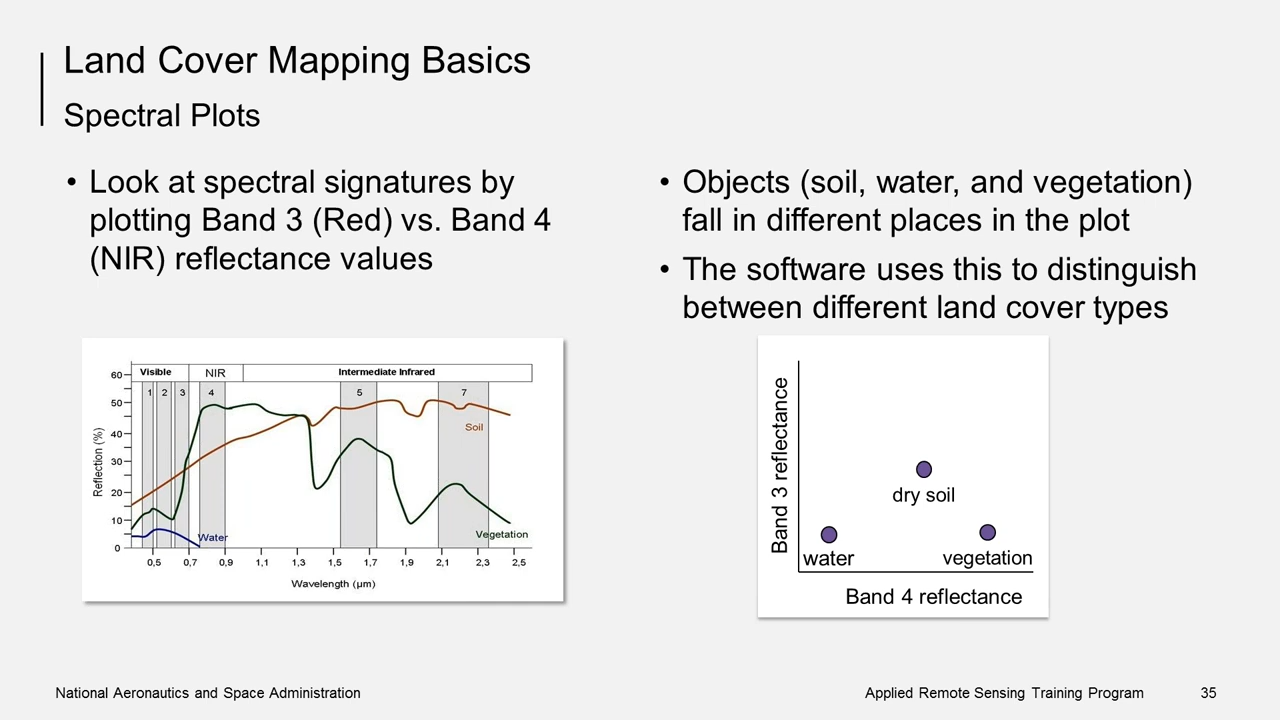 Land Cover Mapping Basics
Spectral Plots
• Look at spectral signatures by
plotting Band 3 (Red) vs. Band 4
(NIR) reflectance values
• Objects (soil, water, and vegetation)
fall in different places in the plot
• The software uses this to distinguish
between different land cover types
Visible NIR Intermediate Infrared
1 2 3 4 5 7
60
50
40
30
20
10
0
Reflection (%)
Soil
Water
Vegetation
0,5 0,7 0,9 1,1 1,3 1,5 1,7 1,9 2,1 2,3 2,5
Wavelength (µm)
Band 3 reflectance
dry soil
water
vegetation
Band 4 reflectance
National Aeronautics and Space Administration
Applied Remote Sensing Training Program
35